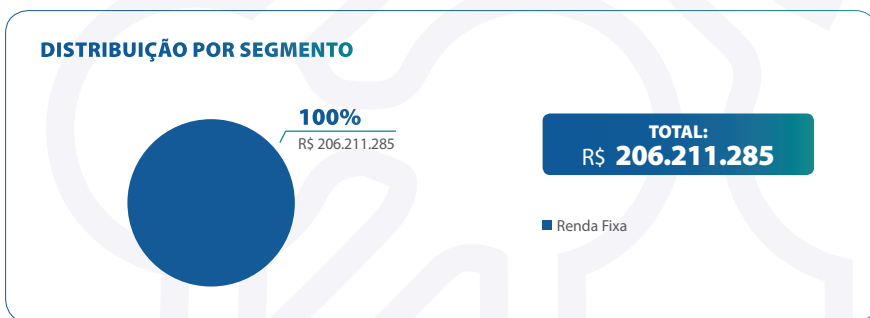 DISTRIBUIÇÃO POR SEGMENTO
100%
R$ 206.211.285
TOTAL:
R$ 206.211.285
Renda Fixa